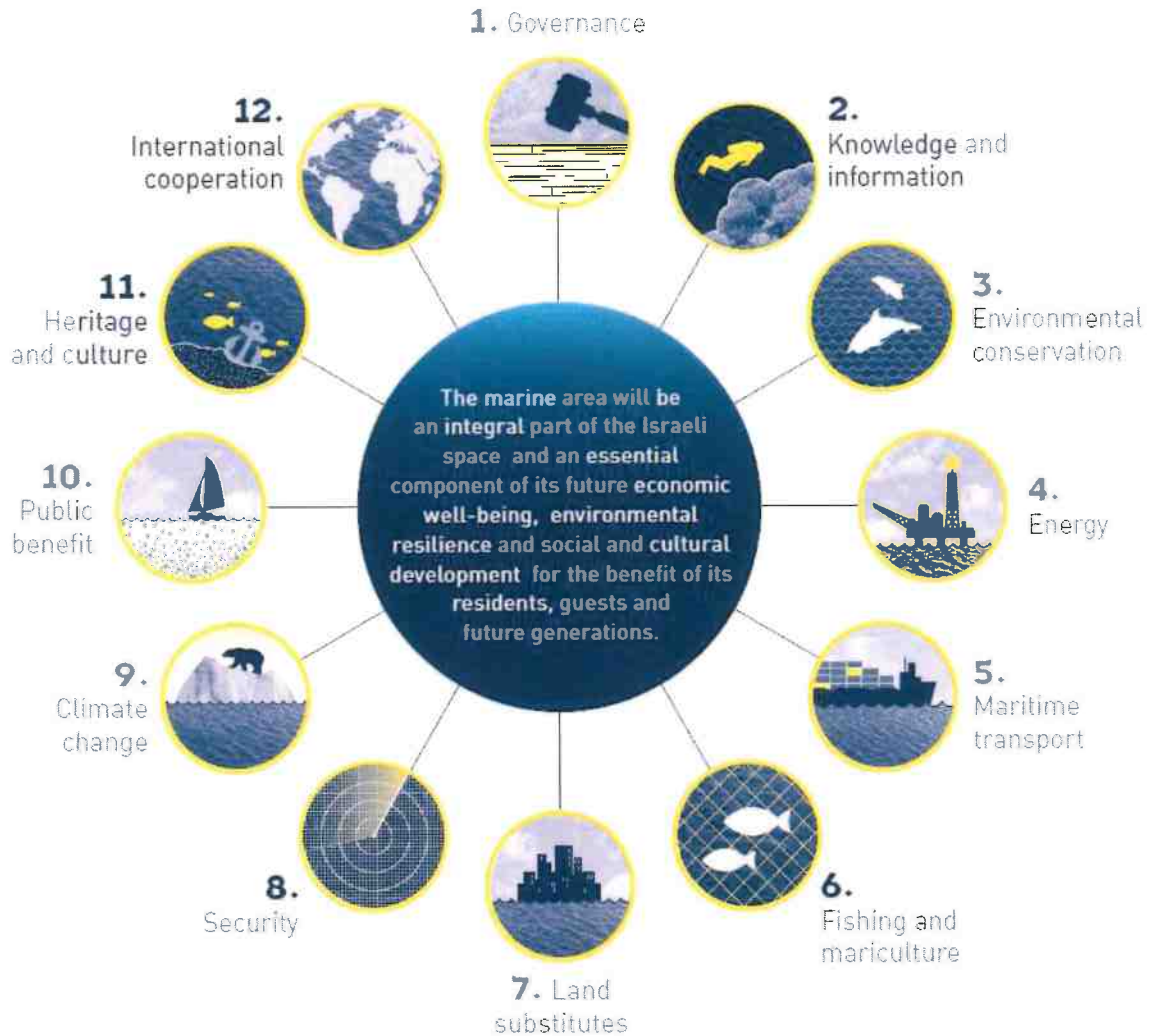 1. Governance
2.
Knowledge and
information
3.
Environmental
conservation
4.
Energy
5.
Maritime
transport
6.
Fishing and
mariculture
7. Land
substitutes
8.
Security
9.
Climate
change
10.
Public
benefit
11.
Heritage
and culture
12.
International
cooperation
The marine area will be
an integral part of the Israeli
space and an essential
component of its future economic
well-being, environmental
resilience and social and cultural
development for the benefit of its
residents, guests and
future generations.